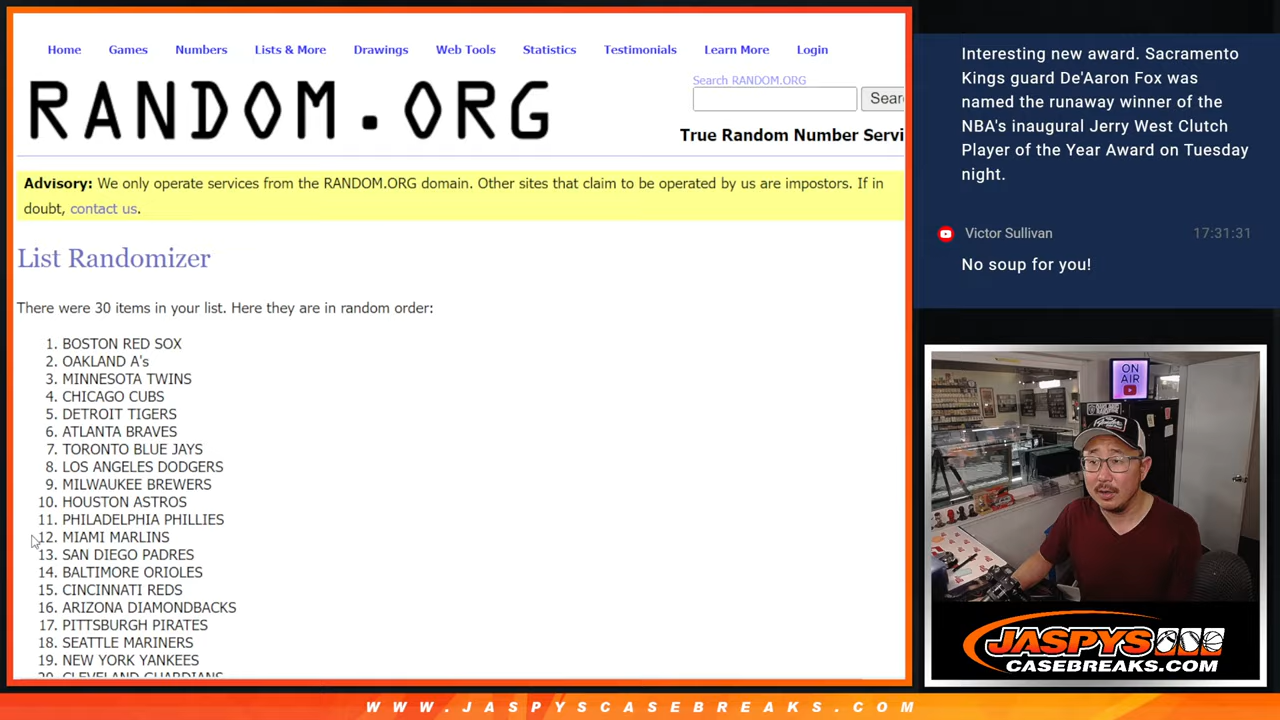 Home Games Numbers Lists & More Drawings Web Tools Statistics Testimonials Learn More Login
RANDOM.ORG
Search RANDOM.ORG
Sear
True Random Number Servi
Advisory: We only operate services from the RANDOM.ORG domain. Other sites that claim to be operated by us are impostors. If in
doubt, contact us.
List Randomizer
There were 30 items in your list. Here they are in random order:
1. BOSTON RED SOX
2. OAKLAND A's
3. MINNESOTA TWINS
4. CHICAGO CUBS
5. DETROIT TIGERS
6. ATLANTA BRAVES
7. TORONTO BLUE JAYS
8. LOS ANGELES DODGERS
9. MILWAUKEE BREWERS
10. HOUSTON ASTROS
11. PHILADELPHIA PHILLIES
12. MIAMI MARLINS
13. SAN DIEGO PADRES
14. BALTIMORE ORIOLES
15. CINCINNATI REDS
16. ARIZONA DIAMONDBACKS
17. PITTSBURGH PIRATES
18. SEATTLE MARINERS
19. NEW YORK YANKEES
20. CLEVELAND GUARDIANS
Interesting new award. Sacramento
Kings guard De'Aaron Fox was
named the runaway winner of the
NBA's inaugural Jerry West Clutch
Player of the Year Award on Tuesday
night.
Victor Sullivan 17:31:31
No soup for you!
ON
AIR
JASPYS
CASEBREAKS.COM
WWW.JASPYSCASEBREAKS.COM